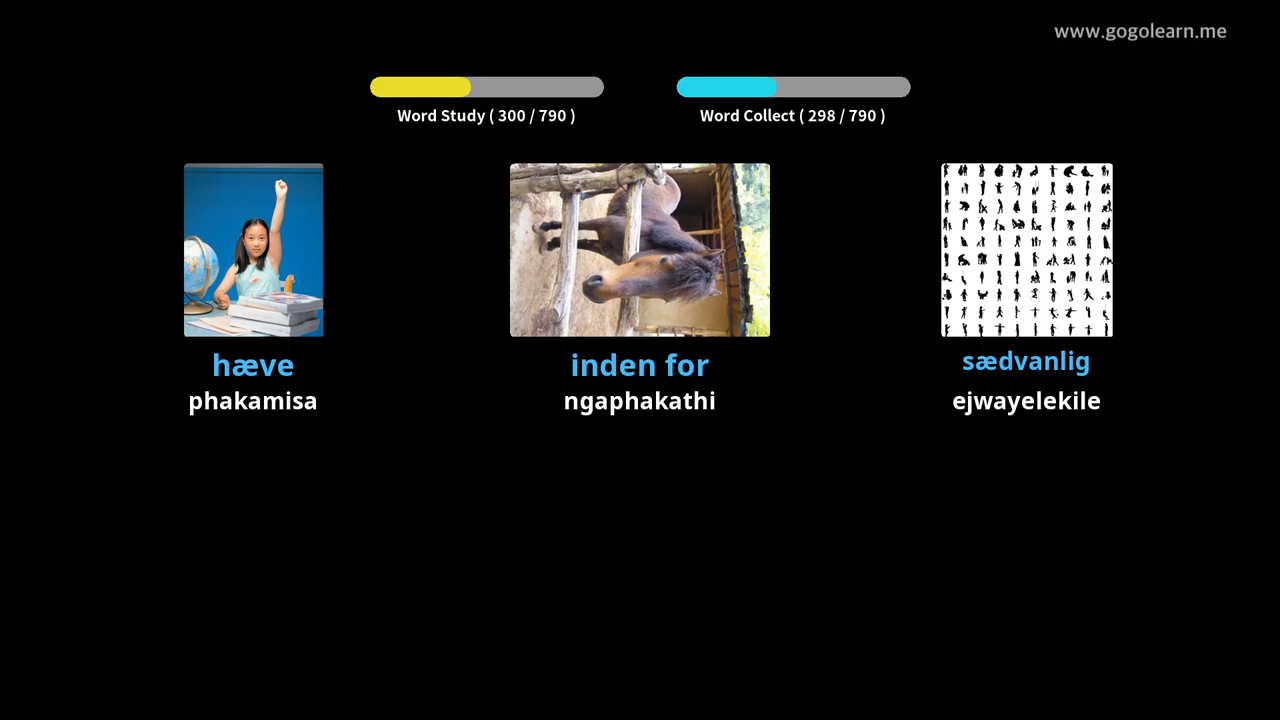 www.gogolearn.me
Word Study ( 300 / 790 )
Word Collect ( 298 / 790 )
hæve
inden for
sædvanlig
phakamisa
ngaphakathi
ejwayelekile